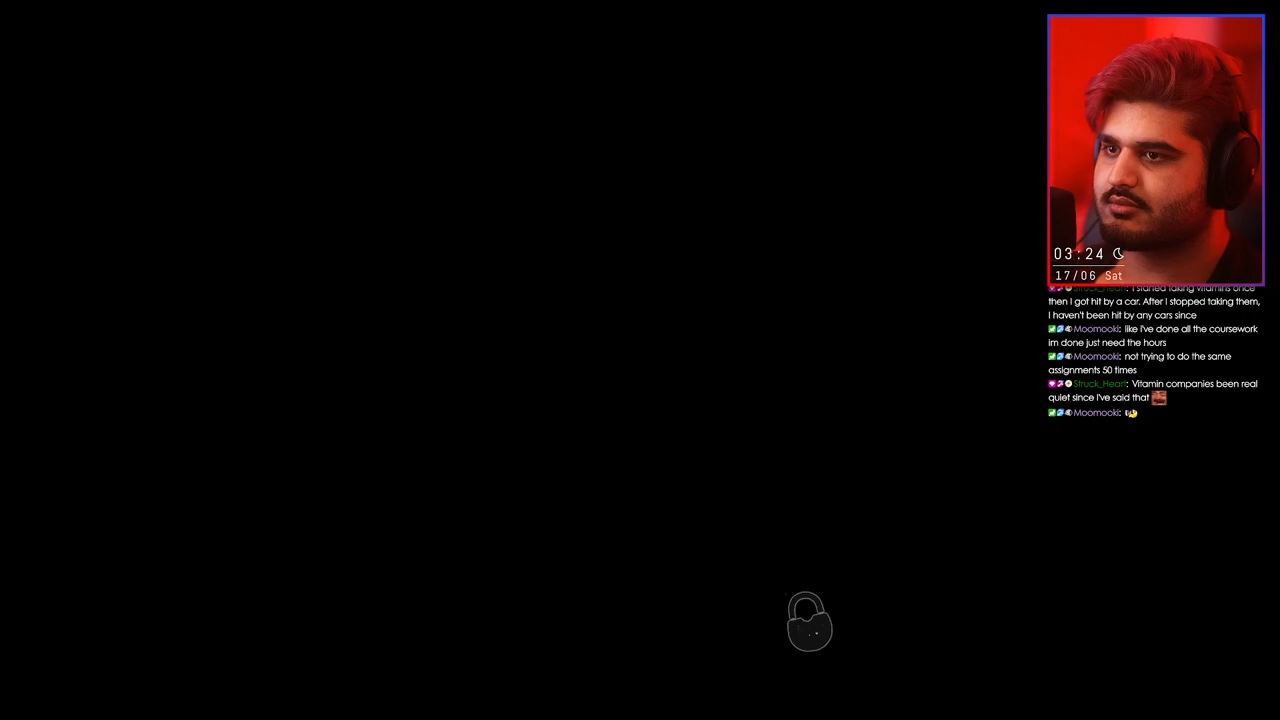 03:24
17/06 Sat
Struck_Heart: I started taking vitamins once
then I got hit by a car. After I stopped taking them,
I haven't been hit by any cars since
Moomooki: like I've done all the coursework
im done just need the hours
Moomooki: not trying to do the same
assignments 50 times
Struck_Heart: Vitamin companies been real
quiet since I've said that
Moomooki: